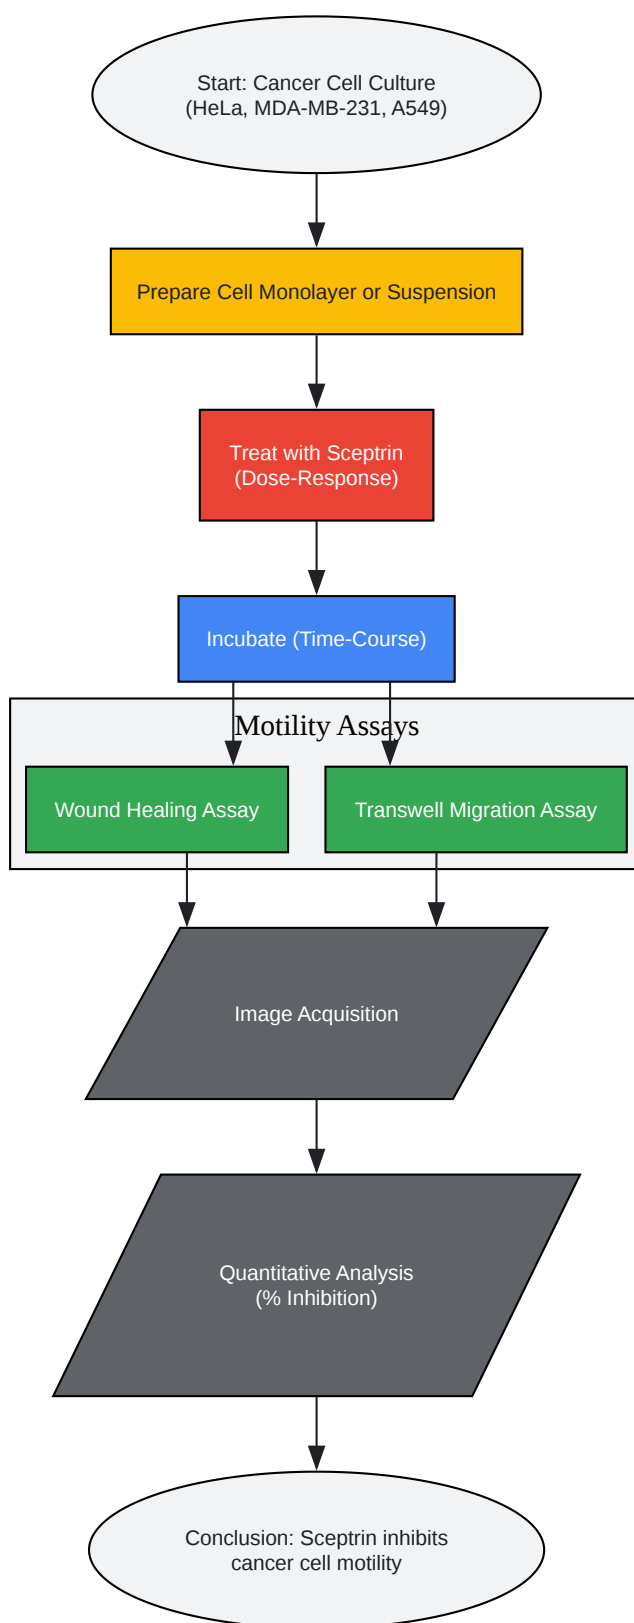 Start: Cancer Cell Culture
(HeLa, MDA-MB-231, A549)
Prepare Cell Monolayer or Suspension
Treat with Sceptrin
(Dose-Response)
Incubate (Time-Course)
Motility Assays
Wound Healing Assay
Transwell Migration Assay
Image Acquisition
Quantitative Analysis
(% Inhibition)
Conclusion: Sceptrin inhibits
cancer cell motility